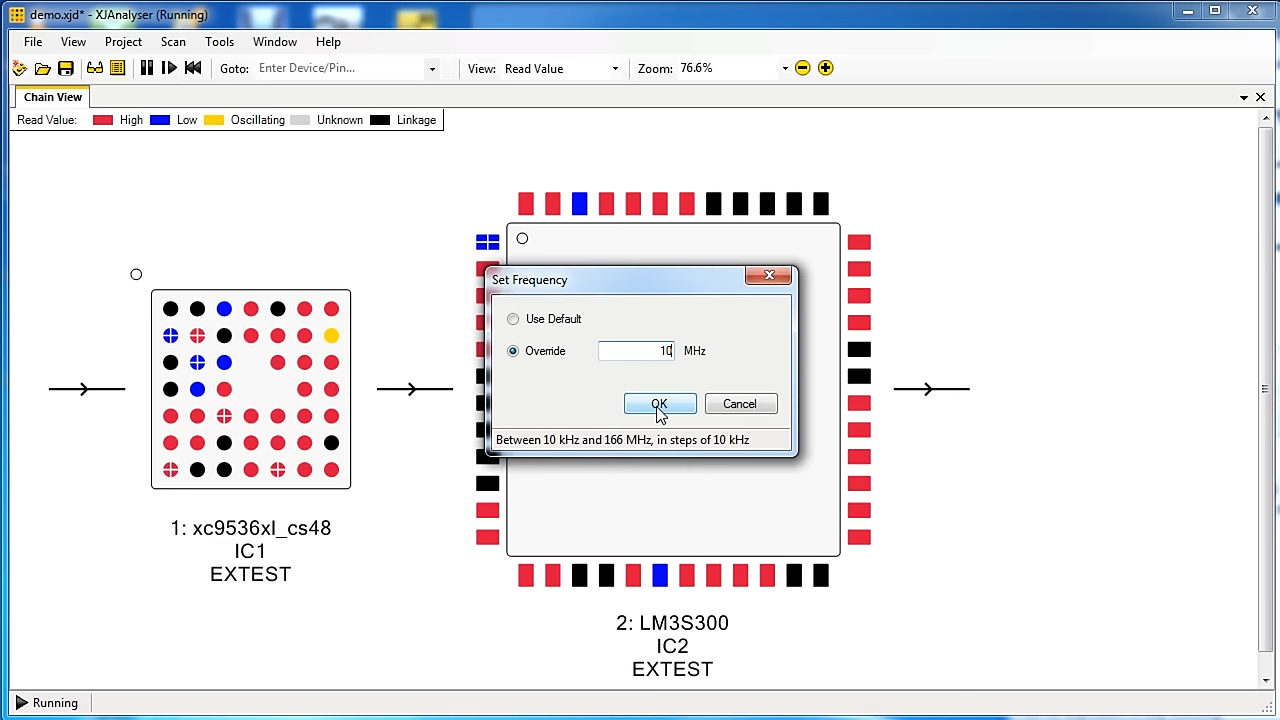 demo.xjd* - XJAnalyser (Running)
File View Project Scan Tools Window Help
Goto: Enter Device/Pin... View: Read Value Zoom: 76.6%
Chain View
Read Value: High Low Oscillating Unknown Linkage
Set Frequency
Use Default
Override 10 MHz
OK Cancel
Between 10 kHz and 166 MHz, in steps of 10 kHz
1: xc9536xl_cs48
IC1
EXTEST
2: LM3S300
IC2
EXTEST
Running